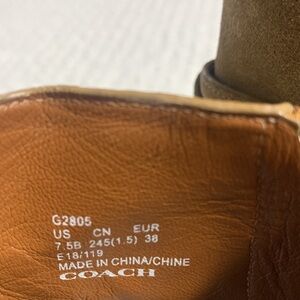 G2805
US CN EUR
7.5B 245(1.5) 38
E18/119
MADE IN CHINA/CHINE
COACH